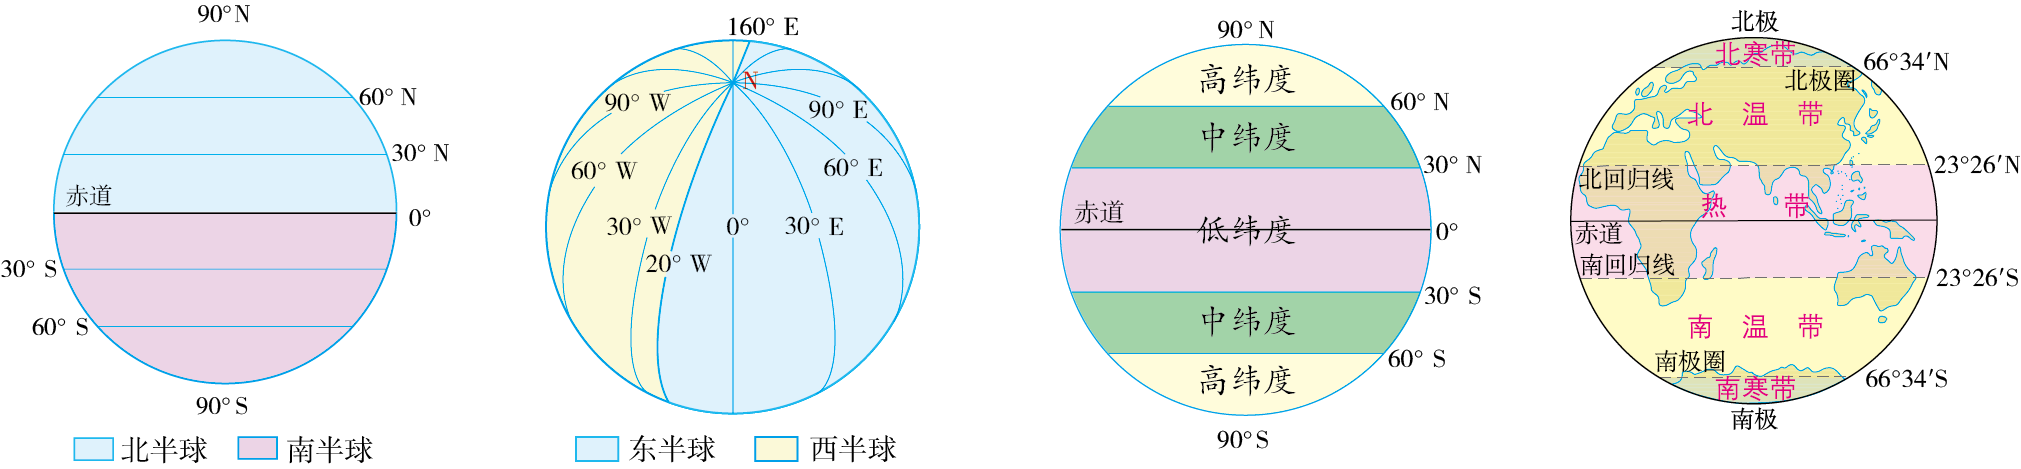 90°N
60° N
30° N
赤道
0°
30° S
60° S
90°S
北半球
南半球
160° E
N
90° W
90° E
60° W
60° E
30° W
0°
30° E
20° W
东半球
西半球
90° N
高纬度
60° N
中纬度
30° N
赤道
低纬度
0°
30° S
中纬度
60° S
高纬度
90°S
北极
北寒带
66°34′N
北极圈
北 温 带
23°26′N
北回归线
热 带
赤道
南回归线
23°26′S
南 温 带
南极圈
66°34′S
南寒带
南极